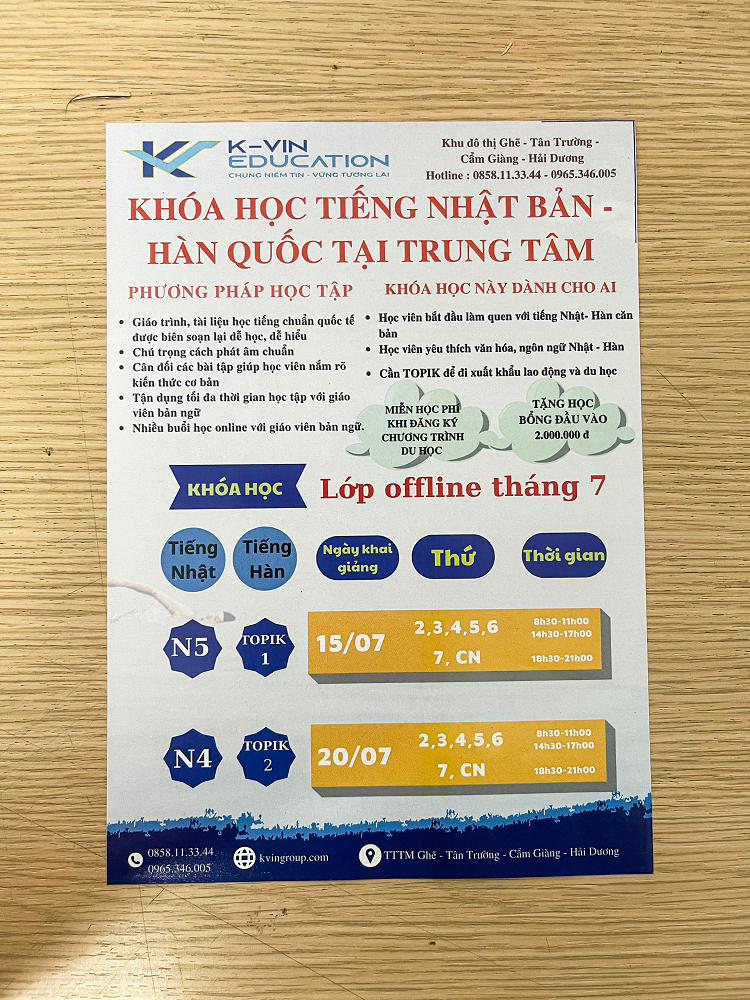 K-VIN
EDUCATION
CHUNG NIỀM TIN - VỮNG TƯƠNG LAI
Khu đô thị Ghẽ - Tân Trường -
Cẩm Giàng - Hải Dương
Hotline : 0858.11.33.44 - 0965.346.005
KHÓA HỌC TIẾNG NHẬT BẢN -
HÀN QUỐC TẠI TRUNG TÂM
PHƯƠNG PHÁP HỌC TẬP
• Giáo trình, tài liệu học tiếng chuẩn quốc tế
được biên soạn lại dễ học, dễ hiểu
• Chú trọng cách phát âm chuẩn
• Cân đối các bài tập giúp học viên nắm rõ
kiến thức cơ bản
• Tận dụng tối đa thời gian học tập với giáo
viên bản ngữ
• Nhiều buổi học online với giáo viên bản ngữ.
KHÓA HỌC NÀY DÀNH CHO AI
• Học viên bắt đầu làm quen với tiếng Nhật- Hàn căn
bản
• Học viên yêu thích văn hóa, ngôn ngữ Nhật - Hàn
• Cần TOPIK để đi xuất khẩu lao động và du học
MIỄN HỌC PHÍ
KHI ĐĂNG KÝ
CHƯƠNG TRÌNH
DU HỌC
TẶNG HỌC
BỔNG ĐẦU VÀO
2.000.000 đ
KHÓA HỌC
Lớp offline tháng 7
Tiếng
Nhật
Tiếng
Hàn
Ngày khai
giảng
Thứ
Thời gian
N5
TOPIK
1
15/07
2,3,4,5,6
7, CN
8h30-11h00
14h30-17h00
18h30-21h00
N4
TOPIK
2
20/07
2,3,4,5,6
7, CN
8h30-11h00
14h30-17h00
18h30-21h00
0858.11.33.44
0965.346.005
kvingroup.com
TTTM Ghẽ - Tân Trường - Cẩm Giàng - Hải Dương